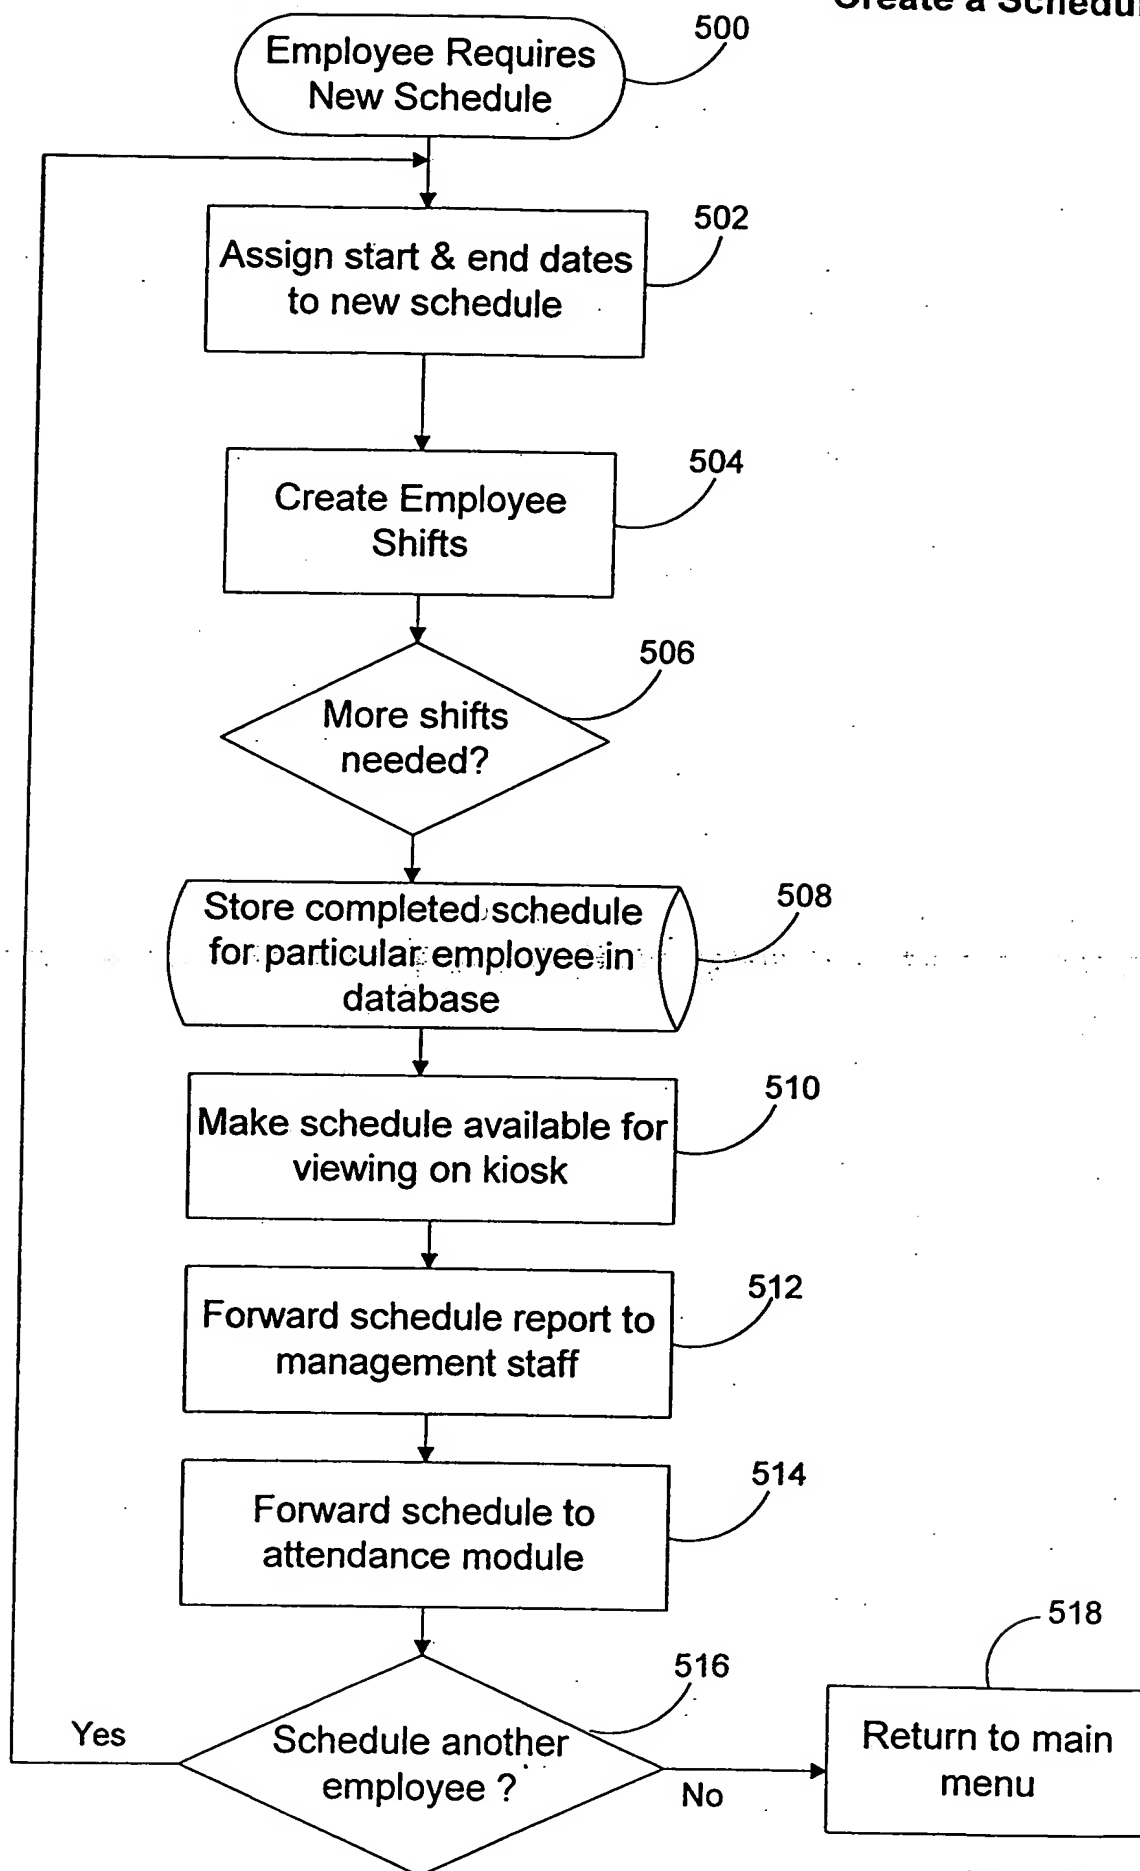 Create a Schedul
500
Employee Requires
New Schedule
502
Assign start & end dates
to new schedule
504
Create Employee
Shifts
506
More shifts
needed?
508
Store completed schedule
for particular employee in
database
510
Make schedule available for
viewing on kiosk
512
Forward schedule report to
management staff
514
Forward schedule to
attendance module
516
518
Yes
Schedule another
employee ?
No
Return to main
menu